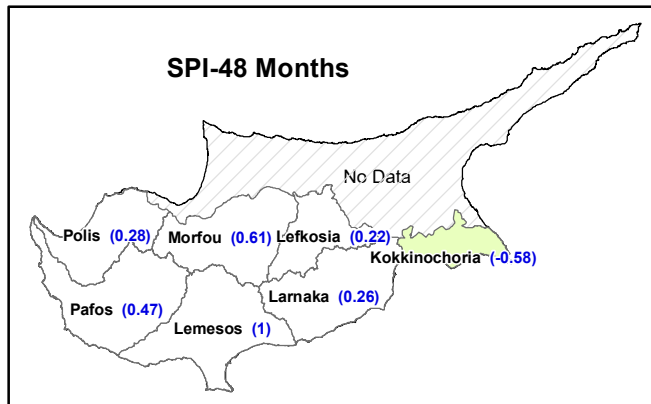 SPI-48 Months
No Data
Polis (0.28)
Morfou (0.61)
Lefkosia (0.22)
Kokkinochoria (-0.58)
Pafos (0.47)
Larnaka (0.26)
Lemesos (1)